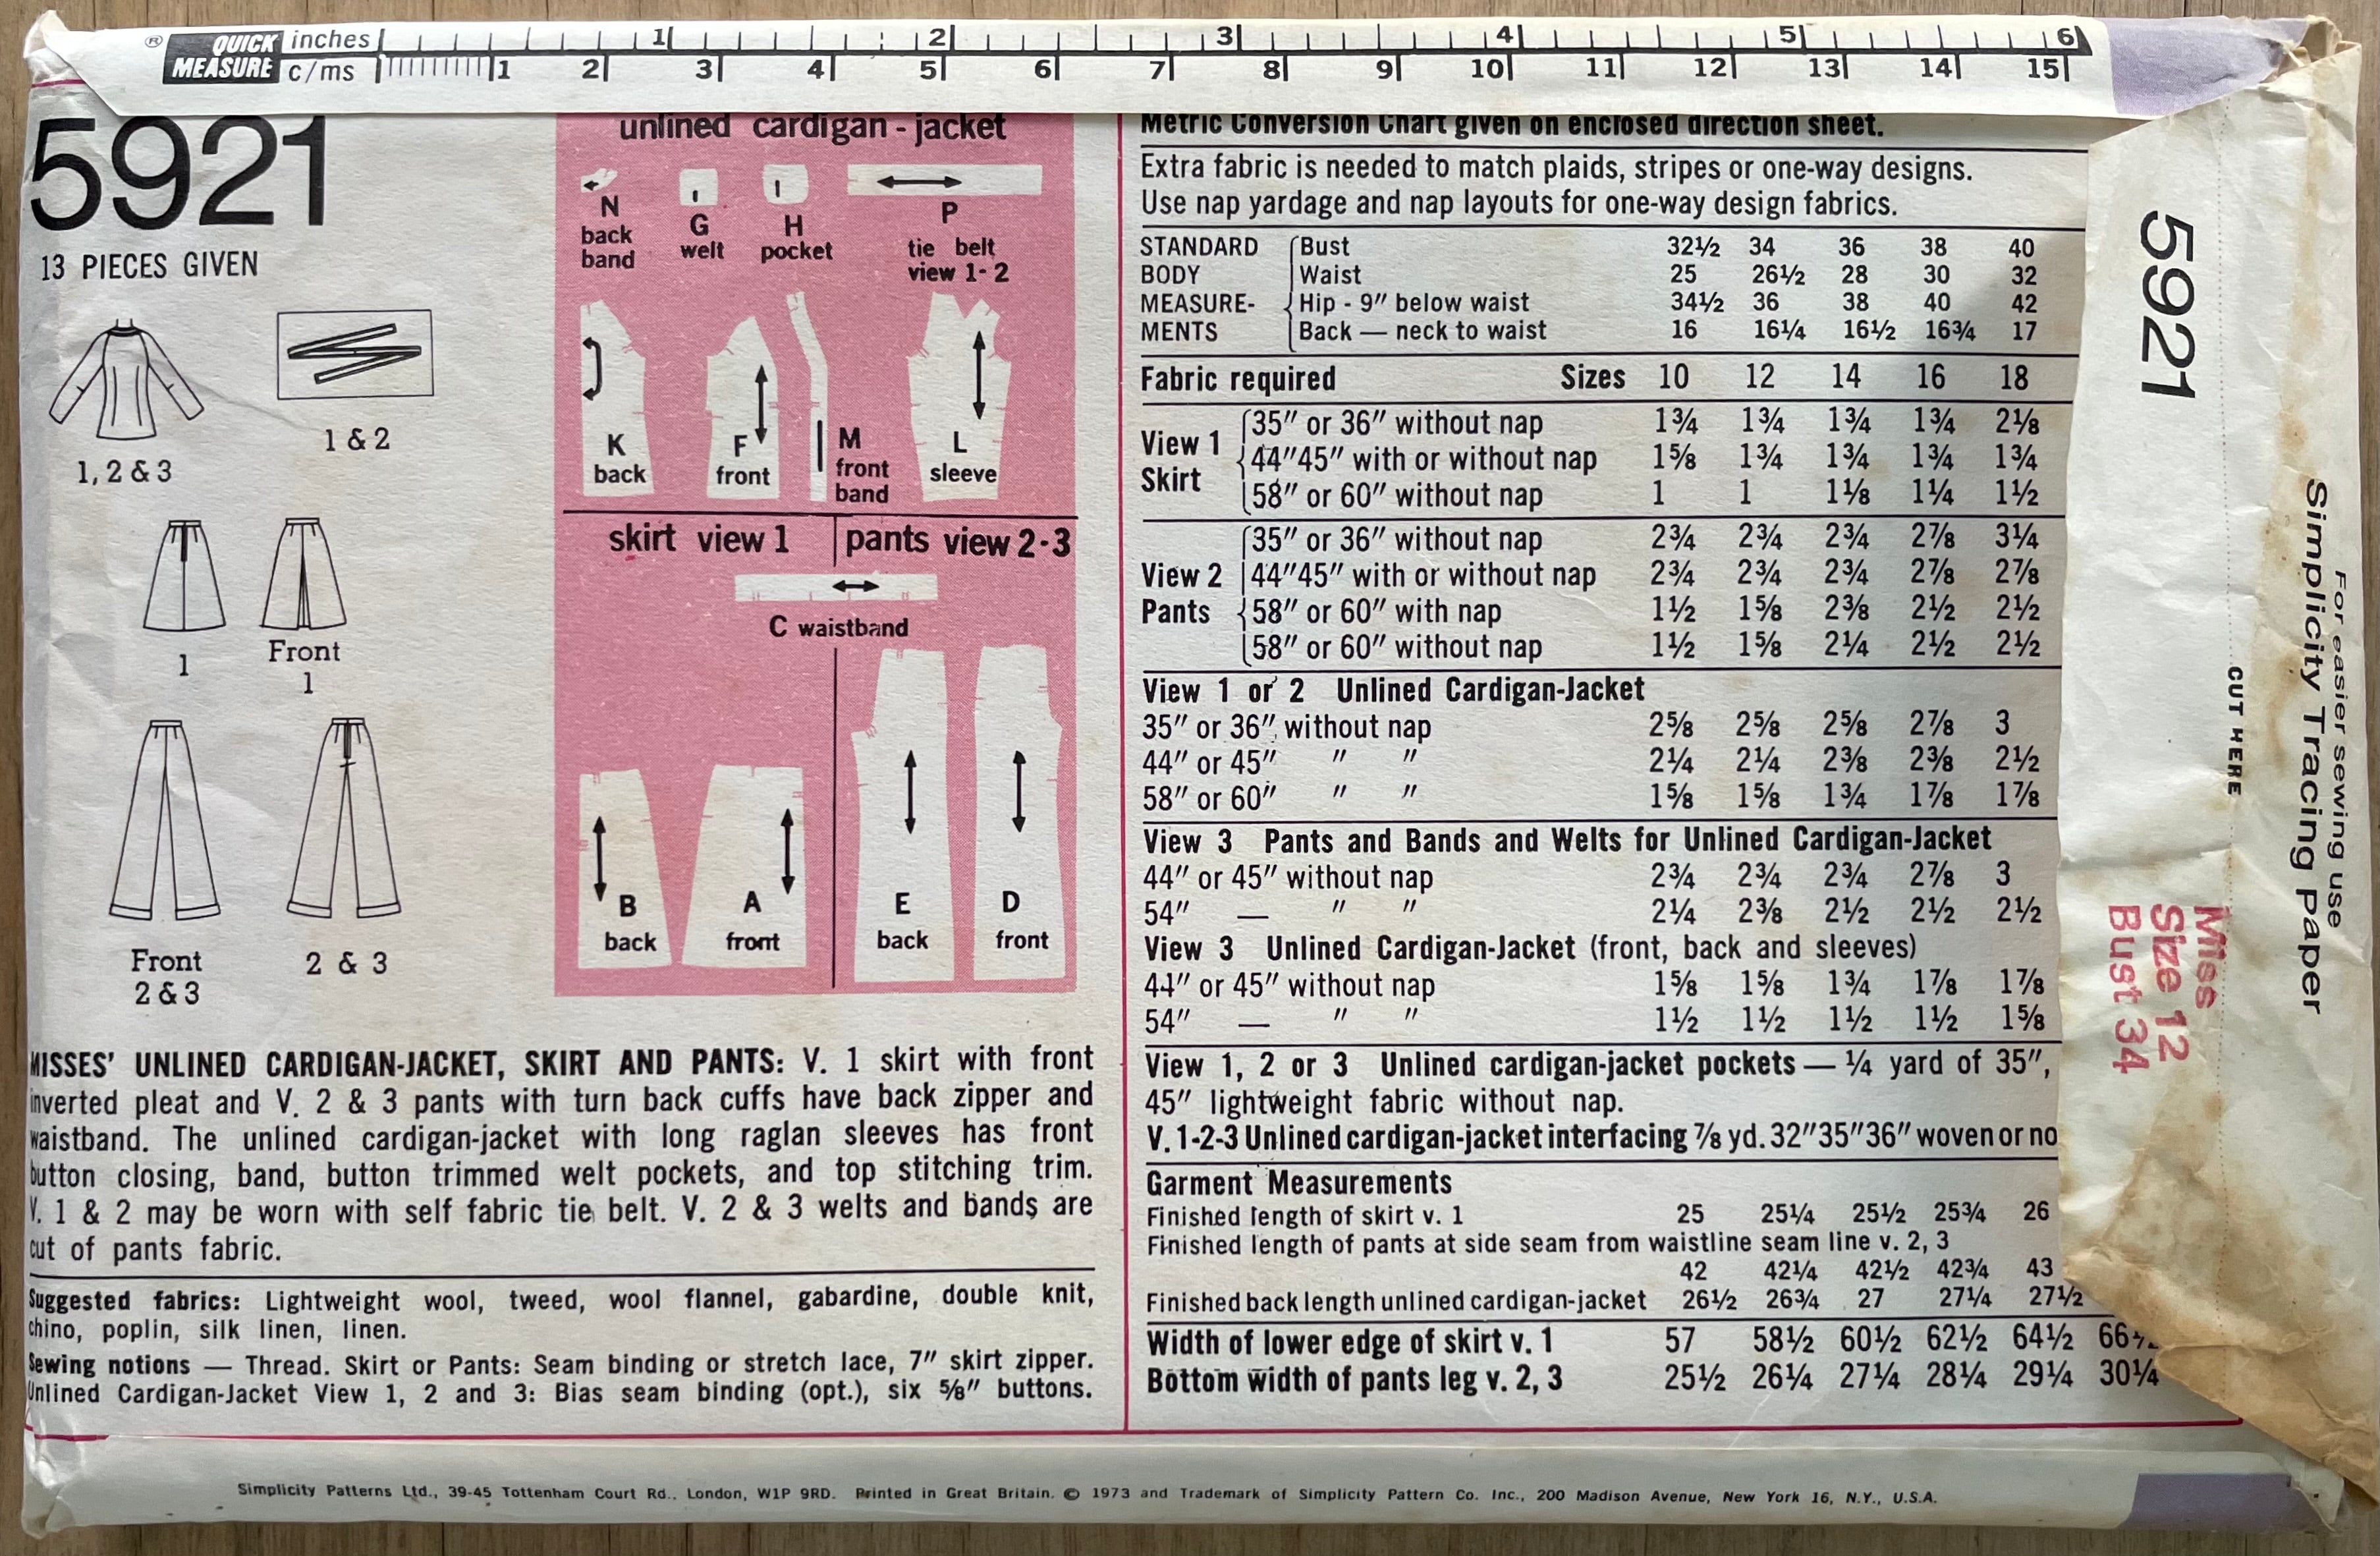 ® QUICK MEASURE inches 1 2 3 4 5 6
c/ms 1 2 3 4 5 6 7 8 9 10 11 12 13 14 15
5921
13 PIECES GIVEN
1, 2 & 3
1 & 2
1
Front
1
Front
2 & 3
2 & 3
unlined cardigan - jacket
N
back
band
G
welt
H
pocket
P
tie belt
view 1-2
K
back
F
front
M
front
band
L
sleeve
skirt view 1
pants view 2-3
C waistband
B
back
A
front
E
back
D
front
MISSES' UNLINED CARDIGAN-JACKET, SKIRT AND PANTS: V. 1 skirt with front
inverted pleat and V. 2 & 3 pants with turn back cuffs have back zipper and
waistband. The unlined cardigan-jacket with long raglan sleeves has front
button closing, band, button trimmed welt pockets, and top stitching trim.
V. 1 & 2 may be worn with self fabric tie belt. V. 2 & 3 welts and bands are
cut of pants fabric.
Suggested fabrics: Lightweight wool, tweed, wool flannel, gabardine, double knit,
chino, poplin, silk linen, linen.
Sewing notions — Thread. Skirt or Pants: Seam binding or stretch lace, 7" skirt zipper.
Unlined Cardigan-Jacket View 1, 2 and 3: Bias seam binding (opt.), six ⅝" buttons.
Metric Conversion Chart given on enclosed direction sheet.
Extra fabric is needed to match plaids, stripes or one-way designs.
Use nap yardage and nap layouts for one-way design fabrics.
STANDARD Bust 32½ 34 36 38 40
BODY Waist 25 26½ 28 30 32
MEASURE- Hip - 9" below waist 34½ 36 38 40 42
MENTS Back — neck to waist 16 16¼ 16½ 16¾ 17
Fabric required Sizes 10 12 14 16 18
View 1 Skirt
35" or 36" without nap 1¾ 1¾ 1¾ 1¾ 2⅛
44"45" with or without nap 1⅝ 1¾ 1¾ 1¾ 1¾
58" or 60" without nap 1 1 1⅛ 1¼ 1½
View 2 Pants
35" or 36" without nap 2¾ 2¾ 2¾ 2⅞ 3¼
44"45" with or without nap 2¾ 2¾ 2¾ 2⅞ 2⅞
58" or 60" with nap 1½ 1⅝ 2⅜ 2½ 2½
58" or 60" without nap 1½ 1⅝ 2¼ 2½ 2½
View 1 or 2 Unlined Cardigan-Jacket
35" or 36" without nap 2⅝ 2⅝ 2⅝ 2⅞ 3
44" or 45" " " 2¼ 2¼ 2⅜ 2⅜ 2½
58" or 60" " " 1⅝ 1⅝ 1¾ 1⅞ 1⅞
View 3 Pants and Bands and Welts for Unlined Cardigan-Jacket
44" or 45" without nap 2¾ 2¾ 2¾ 2⅞ 3
54" — " " 2¼ 2⅜ 2½ 2½ 2½
View 3 Unlined Cardigan-Jacket (front, back and sleeves)
44" or 45" without nap 1⅝ 1⅝ 1¾ 1⅞ 1⅞
54" — " " 1½ 1½ 1½ 1½ 1⅝
View 1, 2 or 3 Unlined cardigan-jacket pockets — ¼ yard of 35",
45" lightweight fabric without nap.
V. 1-2-3 Unlined cardigan-jacket interfacing ⅞ yd. 32"35"36" woven or no
Garment Measurements
Finished length of skirt v. 1 25 25¼ 25½ 25¾ 26
Finished length of pants at side seam from waistline seam line v. 2, 3
42 42¼ 42½ 42¾ 43
Finished back length unlined cardigan-jacket 26½ 26¾ 27 27¼ 27½
Width of lower edge of skirt v. 1 57 58½ 60½ 62½ 64½ 66½
Bottom width of pants leg v. 2, 3 25½ 26¼ 27¼ 28¼ 29¼ 30¼
5921
CUT HERE
Miss
Size 12
Bust 34
For easier sewing use
Simplicity Tracing Paper
Simplicity Patterns Ltd., 39-45 Tottenham Court Rd., London, W1P 9RD. Printed in Great Britain. © 1973 and Trademark of Simplicity Pattern Co. Inc., 200 Madison Avenue, New York 16, N.Y., U.S.A.